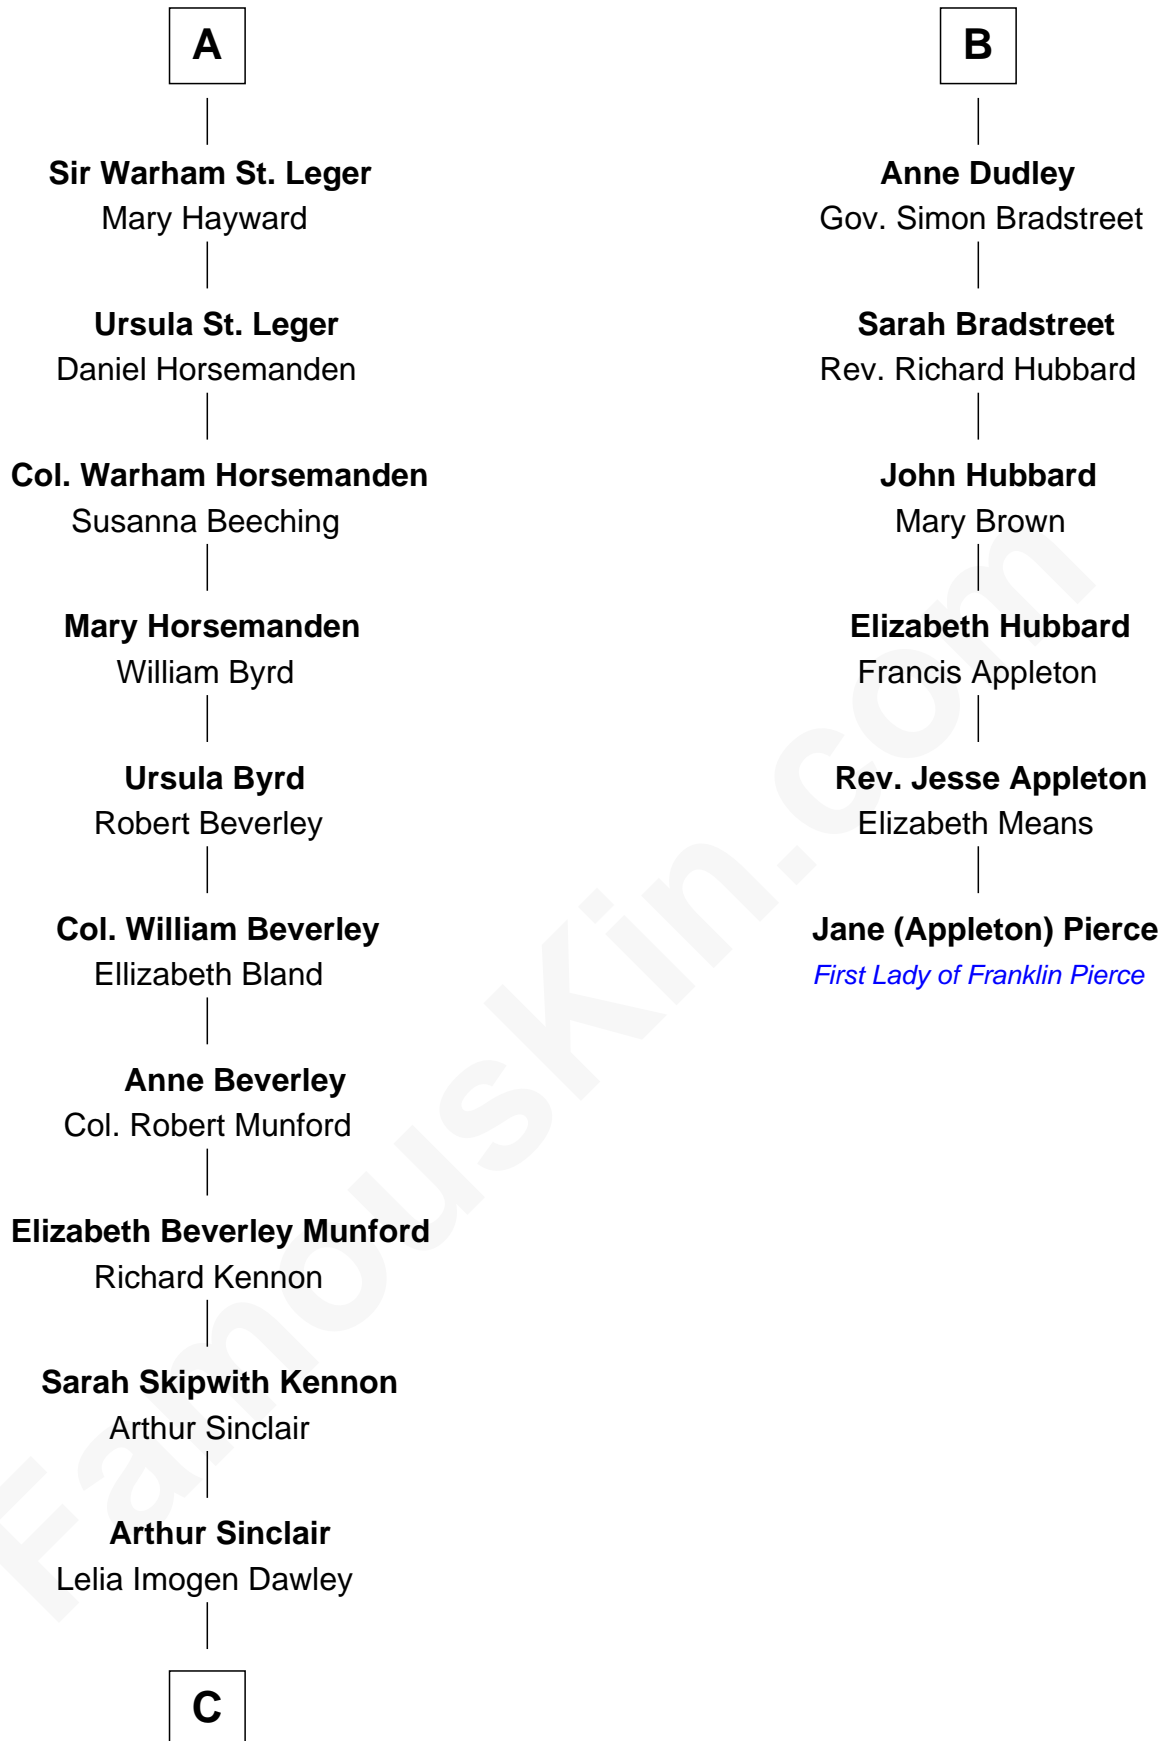 A
Sir Warham St. Leger
Mary Hayward
Ursula St. Leger
Daniel Horsemanden
Col. Warham Horsemanden
Susanna Beeching
Mary Horsemanden
William Byrd
Ursula Byrd
Robert Beverley
Col. William Beverley
Ellizabeth Bland
Anne Beverley
Col. Robert Munford
Elizabeth Beverley Munford
Richard Kennon
Sarah Skipwith Kennon
Arthur Sinclair
Arthur Sinclair
Lelia Imogen Dawley
C
B
Anne Dudley
Gov. Simon Bradstreet
Sarah Bradstreet
Rev. Richard Hubbard
John Hubbard
Mary Brown
Elizabeth Hubbard
Francis Appleton
Rev. Jesse Appleton
Elizabeth Means
Jane (Appleton) Pierce
First Lady of Franklin Pierce
FamousKin.com